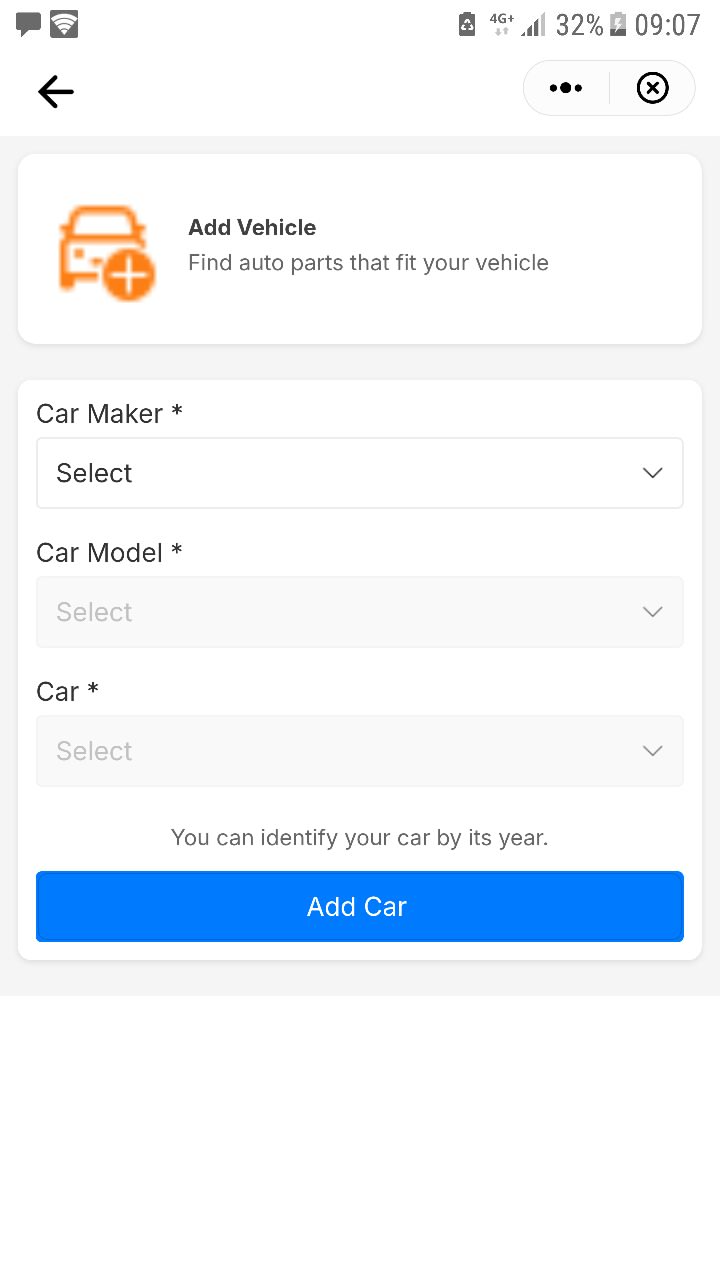 4G+ 32% 09:07
Add Vehicle
Find auto parts that fit your vehicle
Car Maker *
Select
Car Model *
Select
Car *
Select
You can identify your car by its year.
Add Car